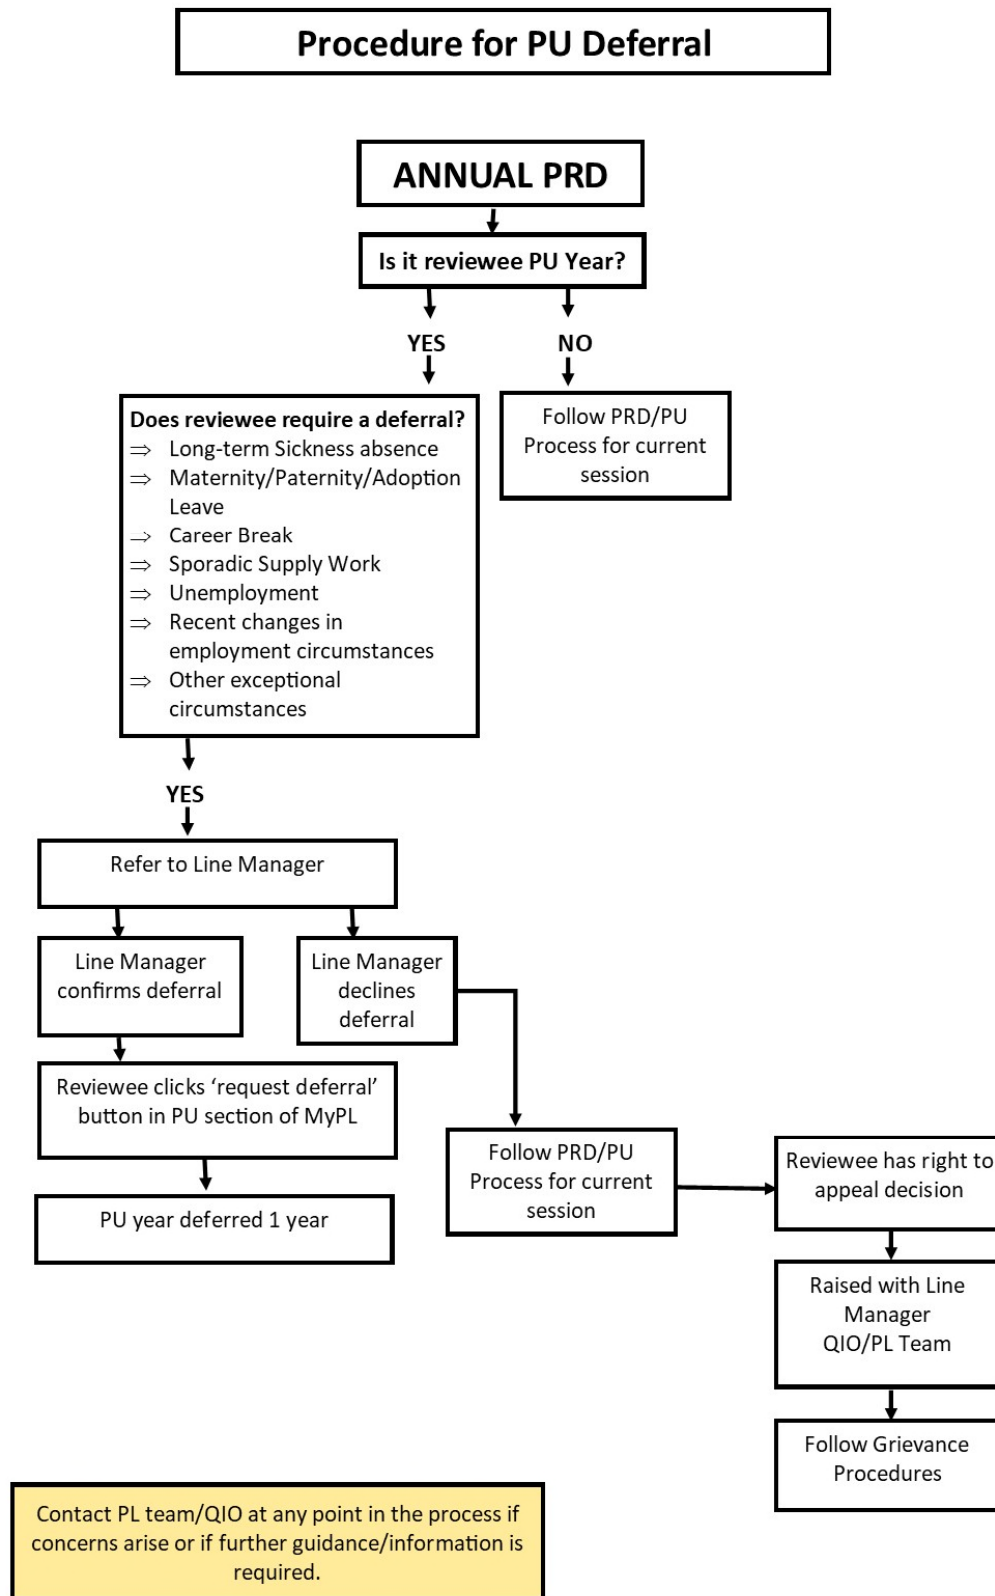 Procedure for PU Deferral
ANNUAL PRD
Is it reviewee PU Year?
YES
NO
Does reviewee require a deferral?
⇒ Long-term Sickness absence
⇒ Maternity/Paternity/Adoption
Leave
⇒ Career Break
⇒ Sporadic Supply Work
⇒ Unemployment
⇒ Recent changes in
employment circumstances
⇒ Other exceptional
circumstances
Follow PRD/PU
Process for current
session
YES
Refer to Line Manager
Line Manager
confirms deferral
Line Manager
declines
deferral
Reviewee clicks ‘request deferral’
button in PU section of MyPL
PU year deferred 1 year
Follow PRD/PU
Process for current
session
Reviewee has right to
appeal decision
Raised with Line
Manager
QIO/PL Team
Follow Grievance
Procedures
Contact PL team/QIO at any point in the process if
concerns arise or if further guidance/information is
required.